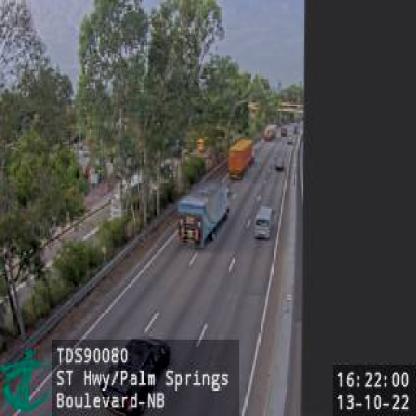 TDS90080
ST Hwy/Palm Springs
Boulevard-NB
16:22:00
13-10-22